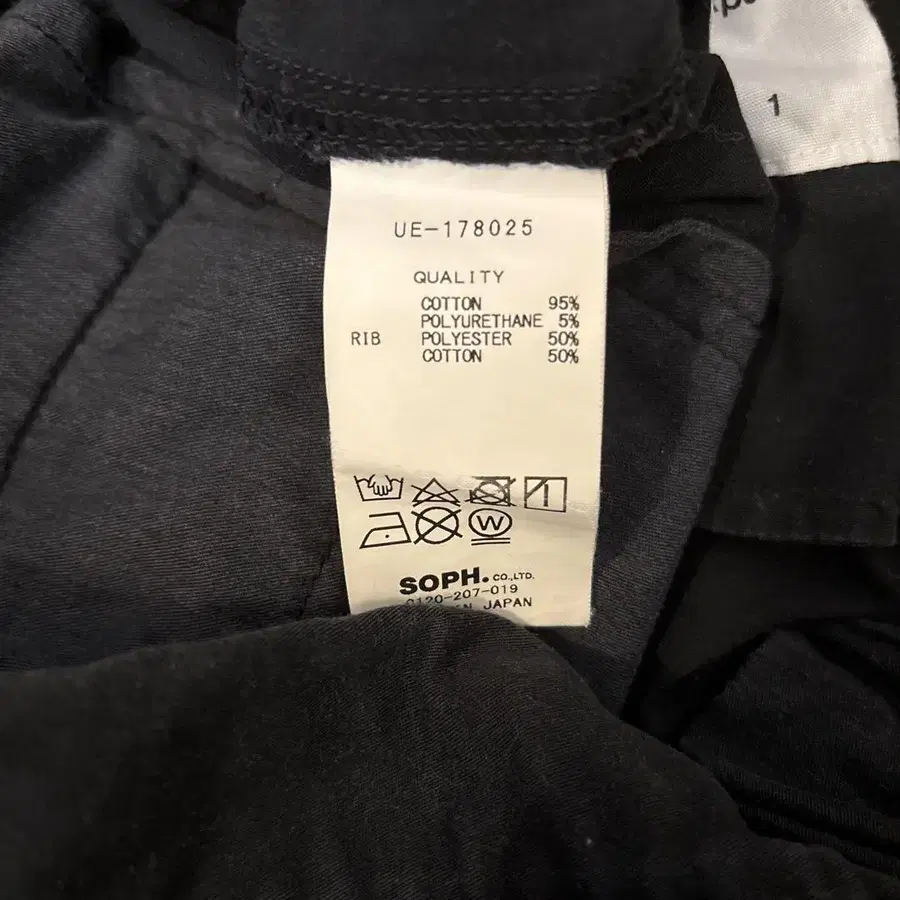 1
UE-178025
QUALITY
COTTON 95%
POLYURETHANE 5%
RIB POLYESTER 50%
COTTON 50%
W
SOPH. CO.,LTD.
0120-207-019
JAPAN